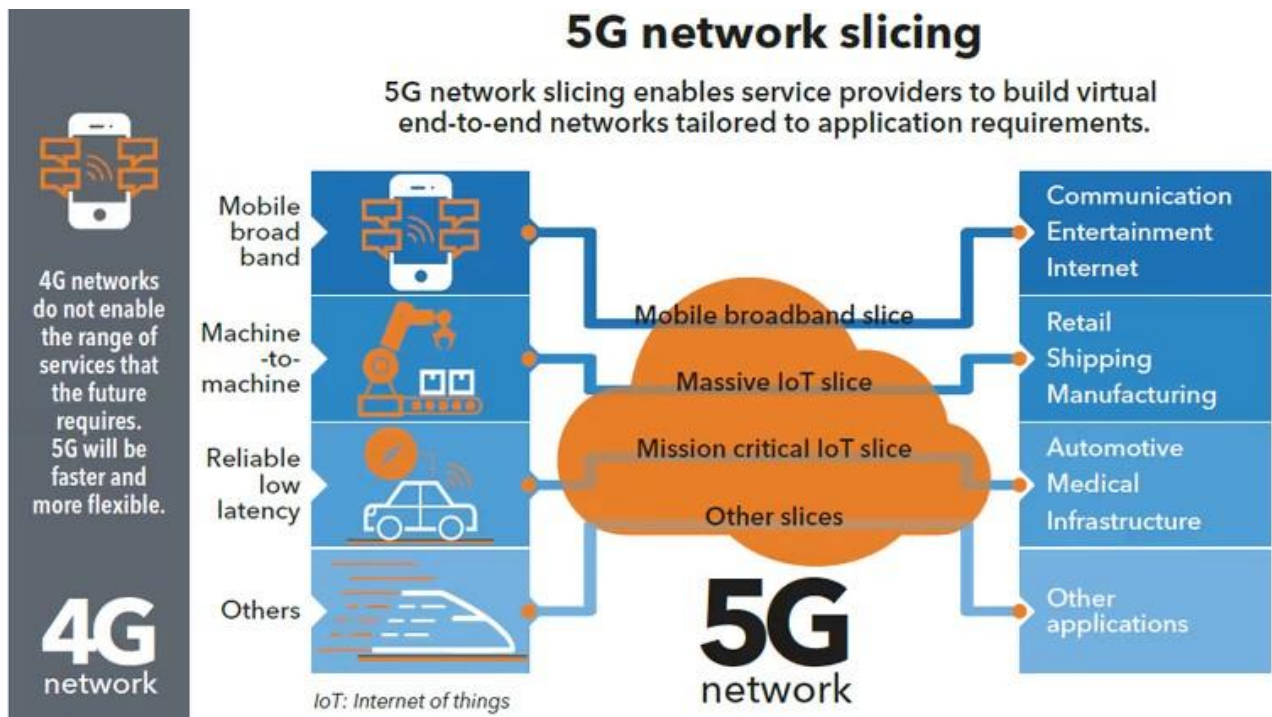 5G network slicing
5G network slicing enables service providers to build virtual
end-to-end networks tailored to application requirements.
4G networks
do not enable
the range of
services that
the future
requires.
5G will be
faster and
more flexible.
4G
network
Mobile
broad
band
Machine
-to-
machine
Reliable
low
latency
Others
Mobile broadband slice
Massive IoT slice
Mission critical IoT slice
Other slices
5G
network
Communication
Entertainment
Internet
Retail
Shipping
Manufacturing
Automotive
Medical
Infrastructure
Other
applications
IoT: Internet of things